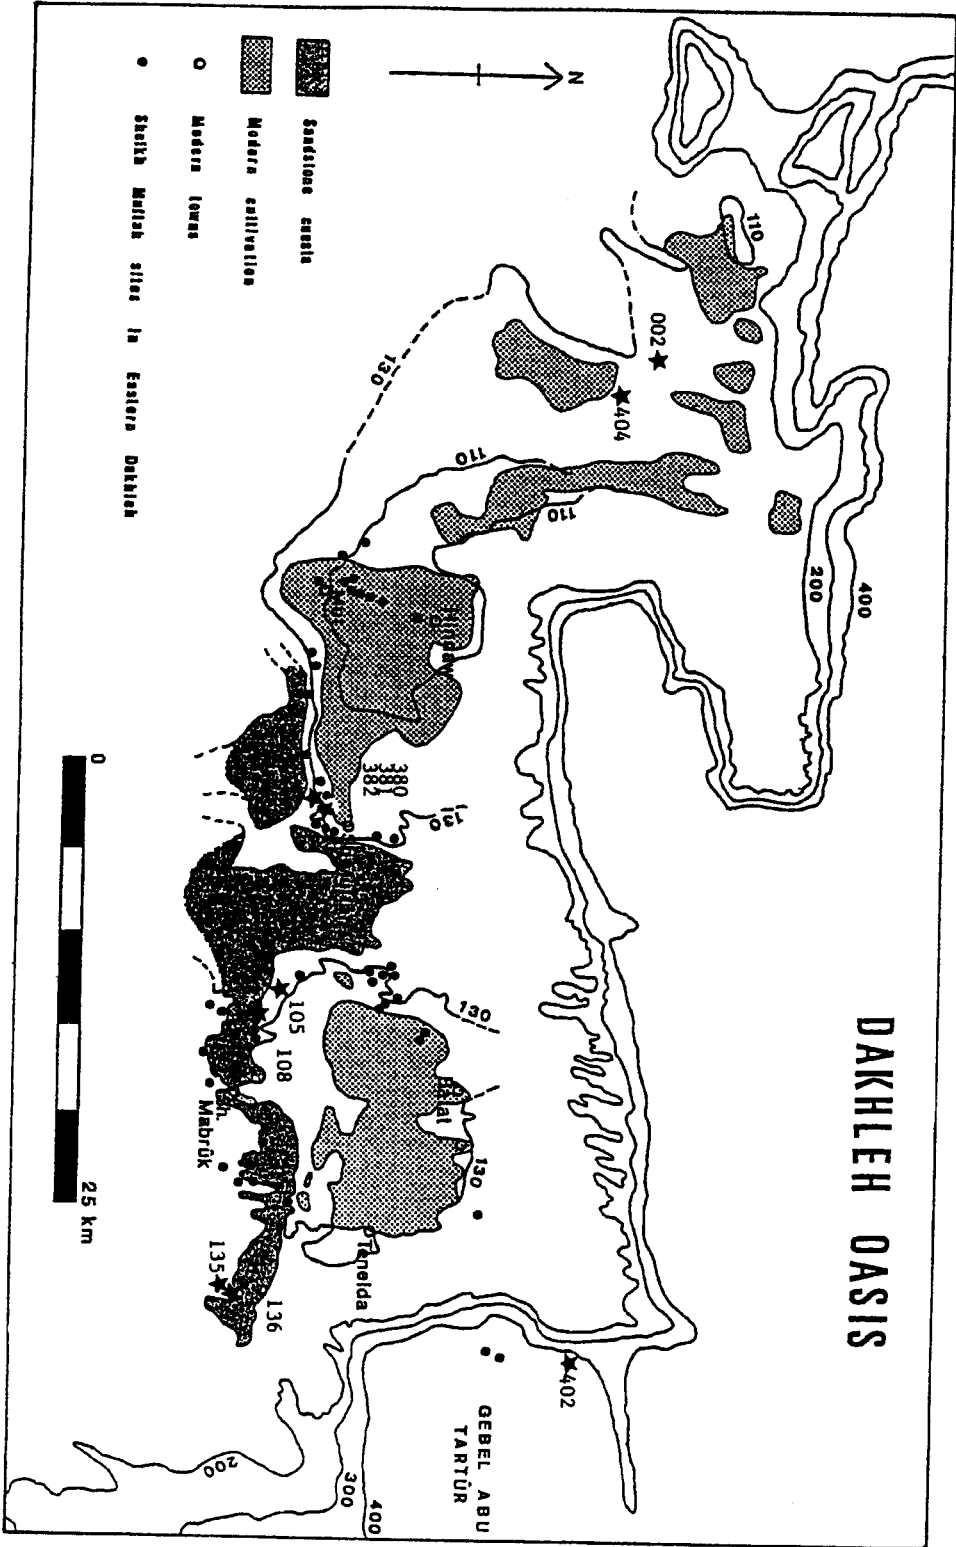 DAKHLEH OASIS
N
Sandstone cuesta
Modern cultivation
Modern towns
Sheikh Muftah sites in Eastern Dakhleh
110
002
404
130
110
110
200
400
Mut
380
381
382
130
105
108
130
Balat
130
Mabrûk
Teneida
135
136
402
GEBEL ABU
TARTÛR
200
300
400
0
25 km